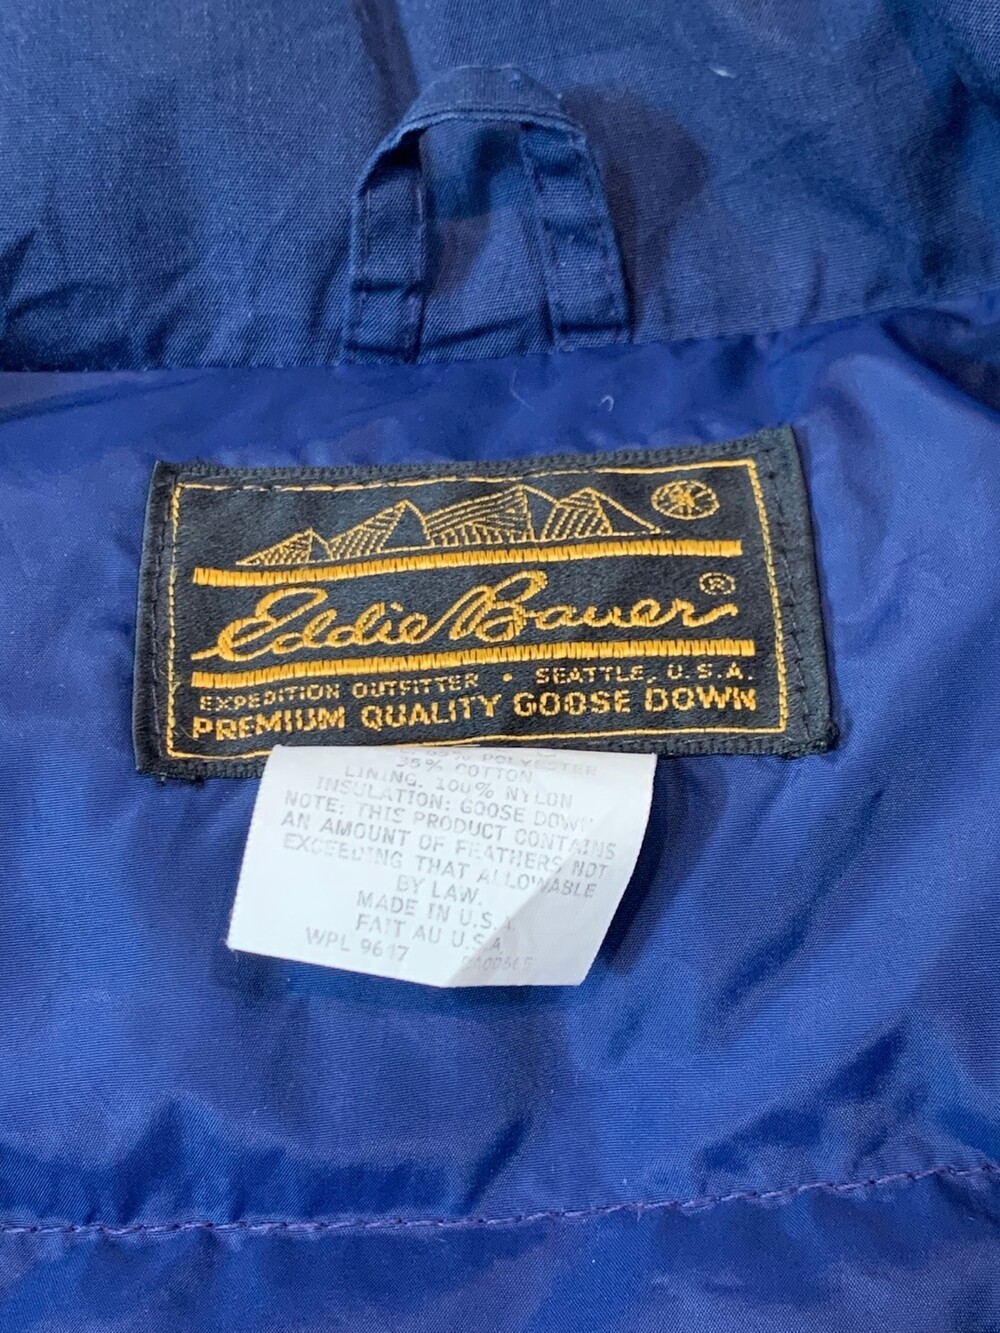 Eddie Bauer®
EXPEDITION OUTFITTER • SEATTLE, U.S.A.
PREMIUM QUALITY GOOSE DOWN
% POLYESTER
35% COTTON
LINING: 100% NYLON
INSULATION: GOOSE DOWN
NOTE: THIS PRODUCT CONTAINS
AN AMOUNT OF FEATHERS NOT
EXCEEDING THAT ALLOWABLE
BY LAW.
MADE IN U.S.A.
FAIT AU U.S.A.
WPL 9617